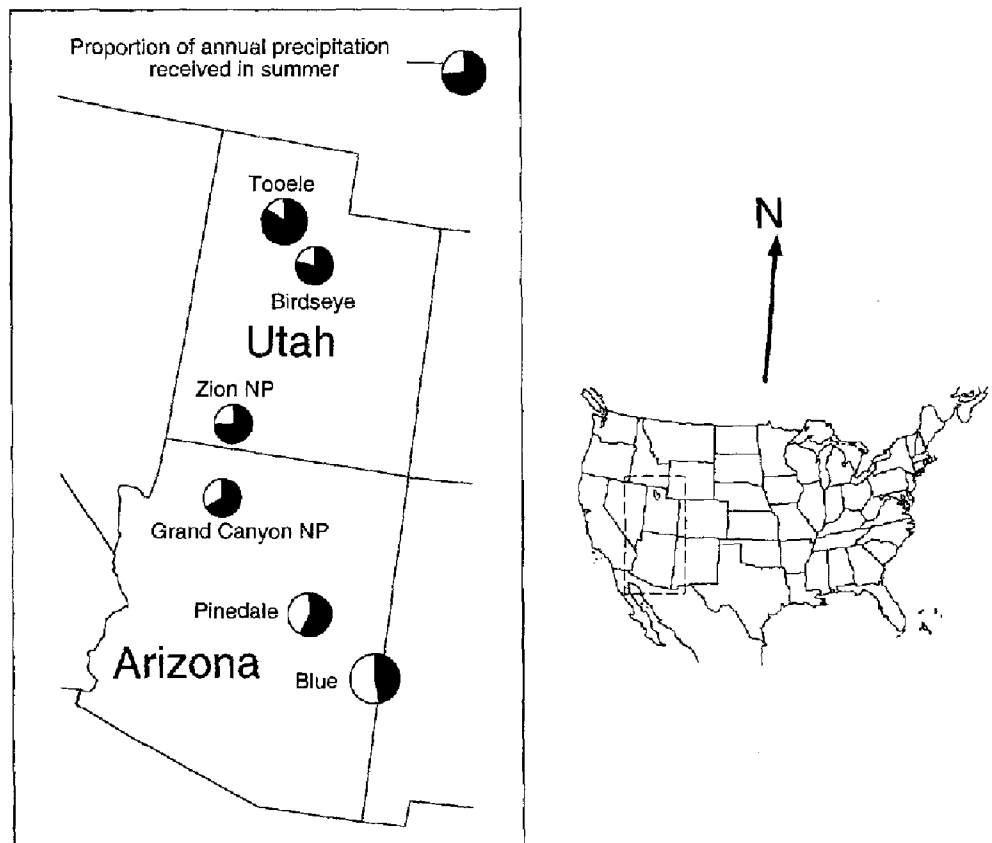 Proportion of annual precipitation
received in summer
Tooele
Birdseye
Utah
Zion NP
Grand Canyon NP
Pinedale
Arizona
Blue
N